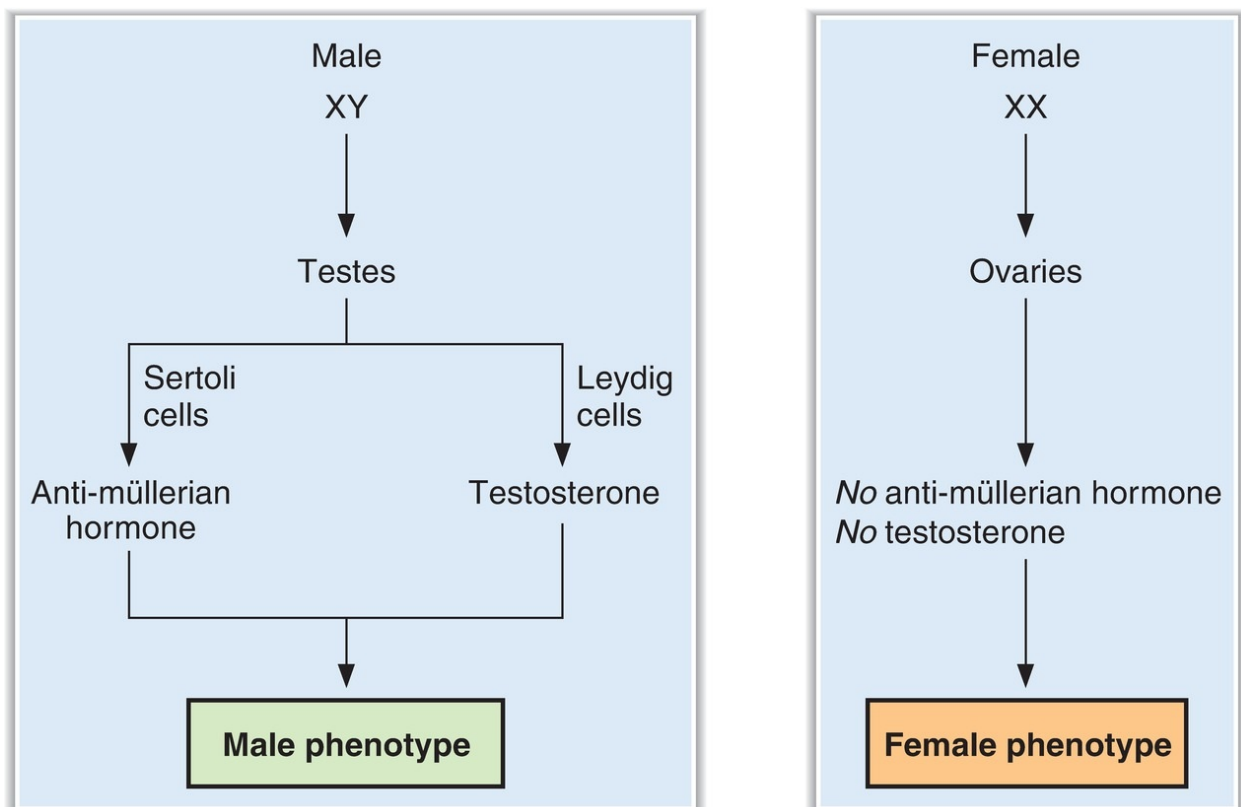 Male
XY
Testes
Sertoli
cells
Leydig
cells
Anti-müllerian
hormone
Testosterone
Male phenotype
Female
XX
Ovaries
No anti-müllerian hormone
No testosterone
Female phenotype